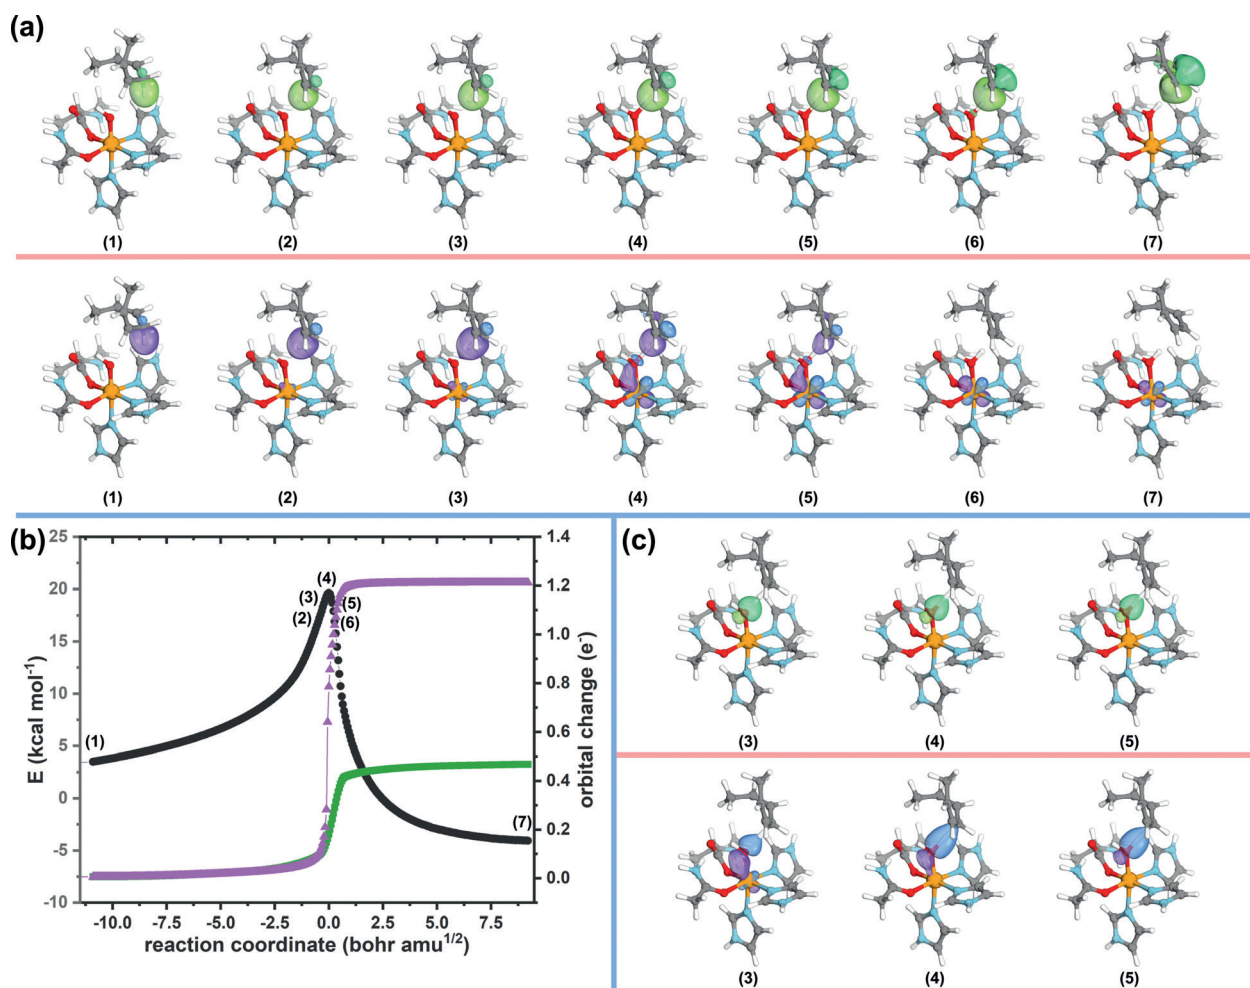 (a)
(1) (2) (3) (4) (5) (6) (7)
(1) (2) (3) (4) (5) (6) (7)
(b)
25
20
15
10
5
0
-5
-10
E (kcal mol⁻¹)
(1)
(2)
(3)
(4)
(5)
(6)
(7)
1.4
1.2
1.0
0.8
0.6
0.4
0.2
0.0
orbital change (e⁻)
-10.0 -7.5 -5.0 -2.5 0.0 2.5 5.0 7.5
reaction coordinate (bohr amu¹/²)
(c)
(3) (4) (5)
(3) (4) (5)